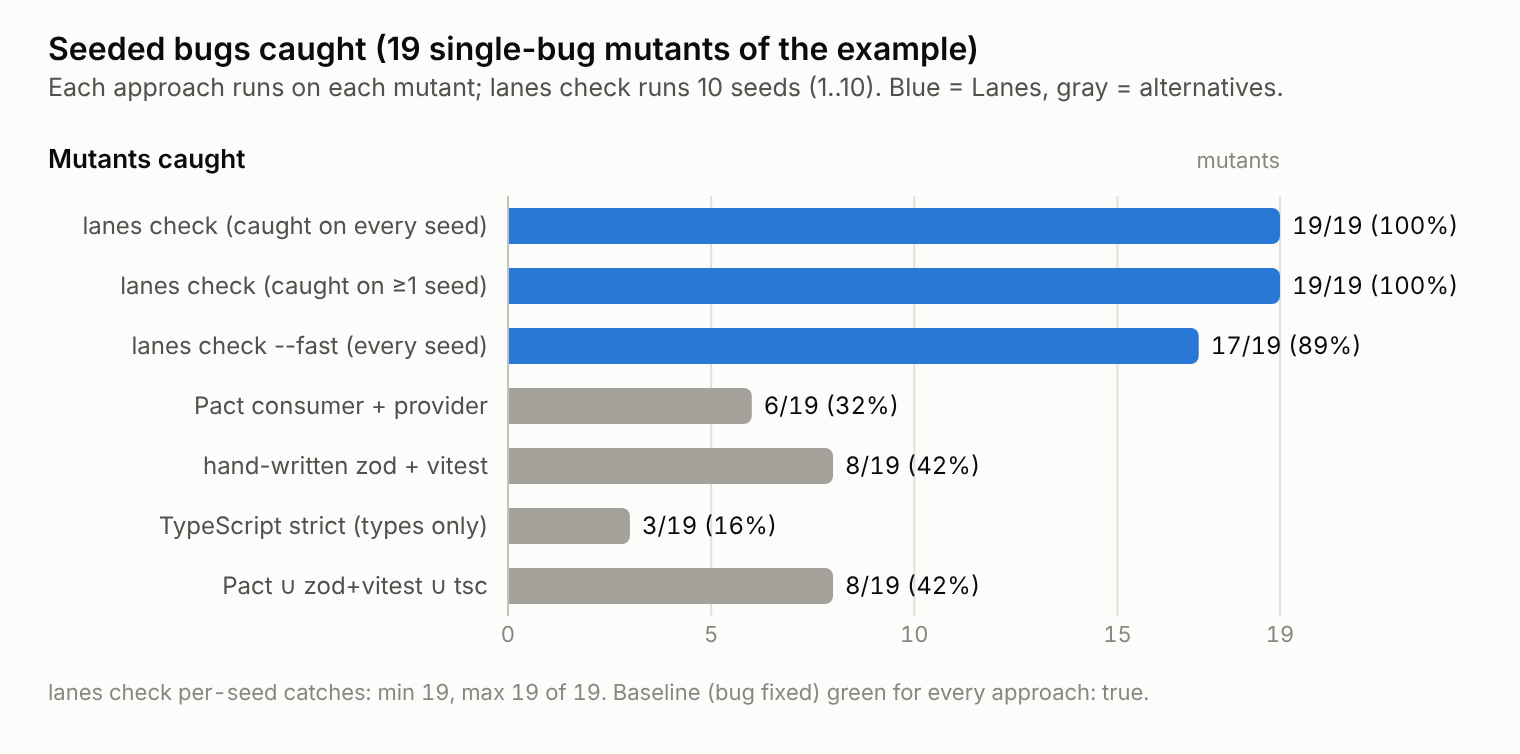 Seeded bugs caught (19 single-bug mutants of the example)
Each approach runs on each mutant; lanes check runs 10 seeds (1..10). Blue = Lanes, gray = alternatives.
Mutants caught
mutants
lanes check (caught on every seed) 19/19 (100%)
lanes check (caught on ≥1 seed) 19/19 (100%)
lanes check --fast (every seed) 17/19 (89%)
Pact consumer + provider 6/19 (32%)
hand-written zod + vitest 8/19 (42%)
TypeScript strict (types only) 3/19 (16%)
Pact ∪ zod+vitest ∪ tsc 8/19 (42%)
0 5 10 15 19
lanes check per-seed catches: min 19, max 19 of 19. Baseline (bug fixed) green for every approach: true.